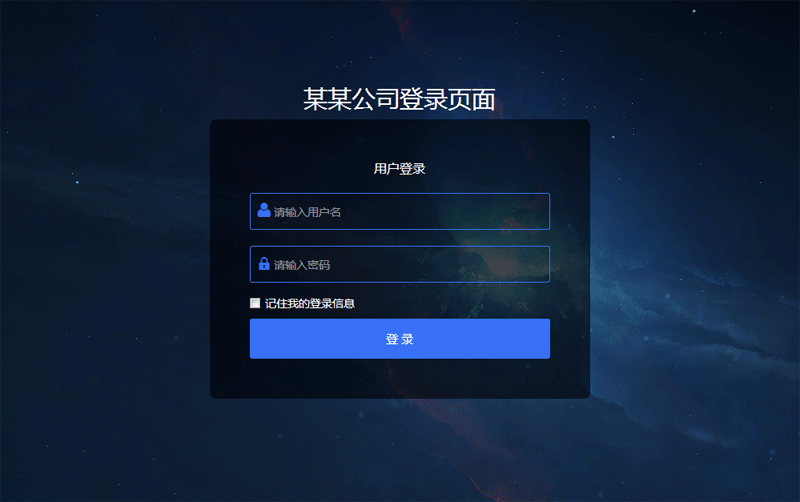 某某公司登录页面
用户登录
请输入用户名
请输入密码
记住我的登录信息
登 录